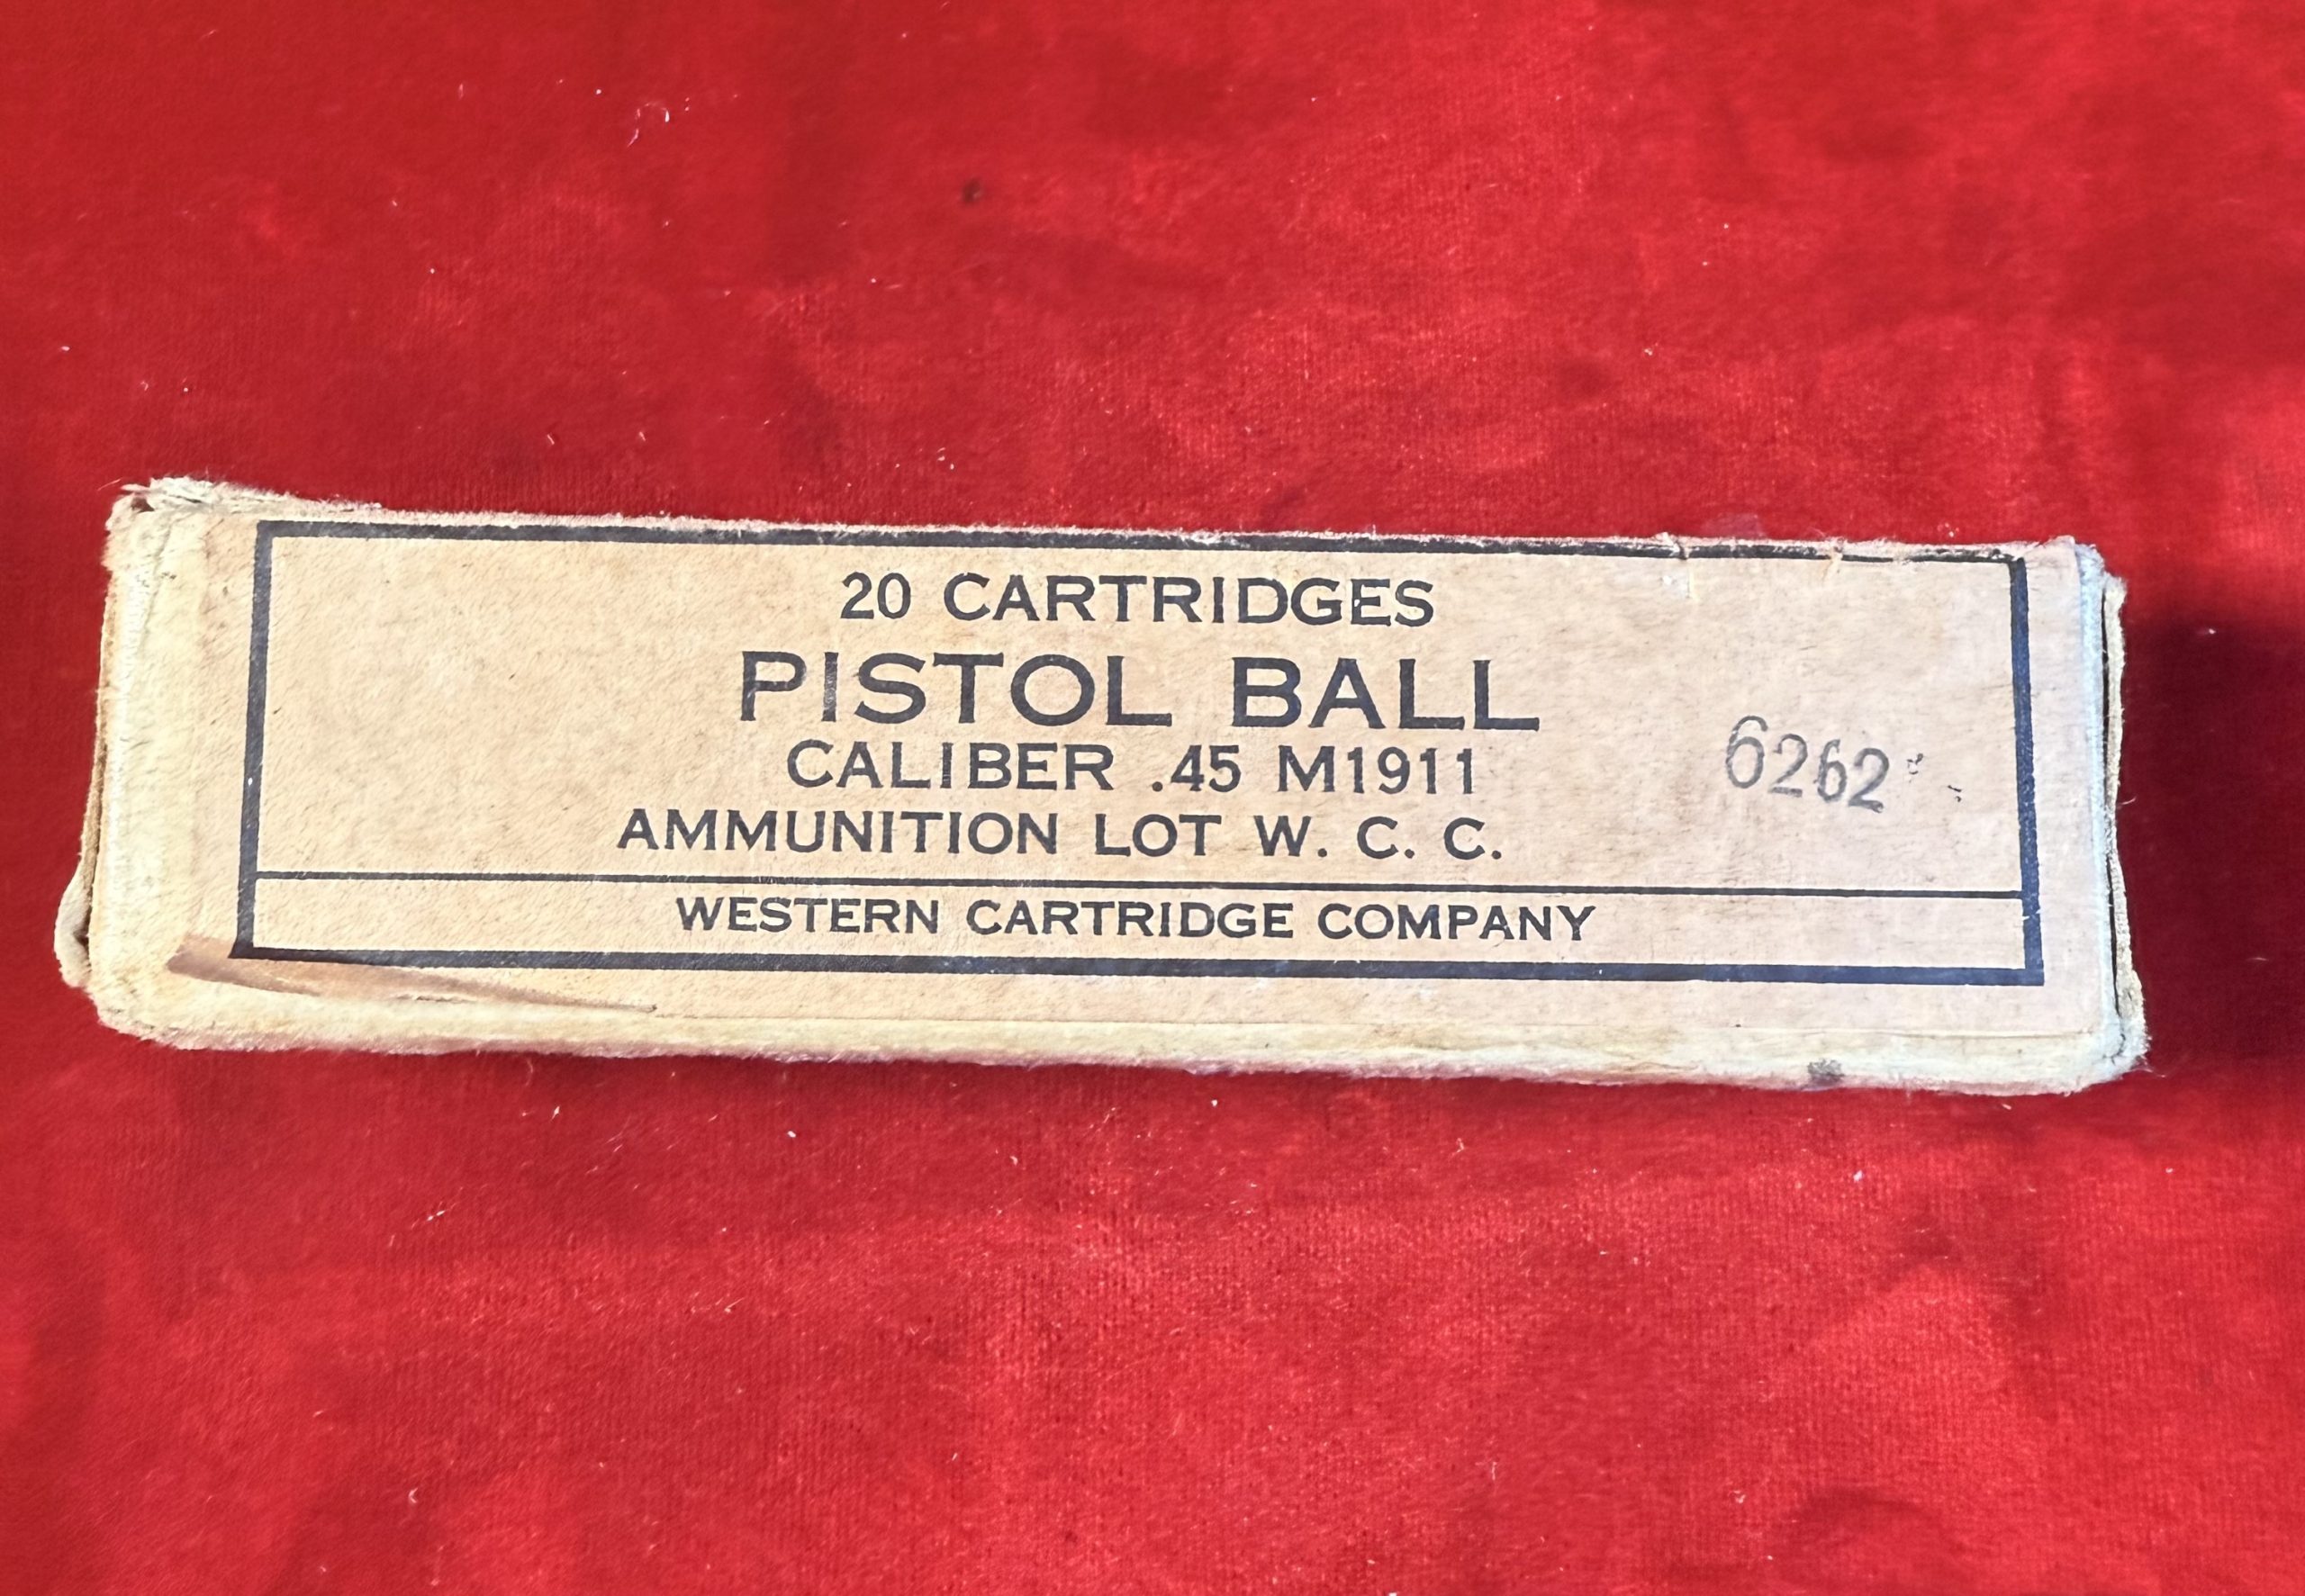 20 CARTRIDGES
PISTOL BALL
CALIBER .45 M1911
6262
AMMUNITION LOT W. C. C.
WESTERN CARTRIDGE COMPANY